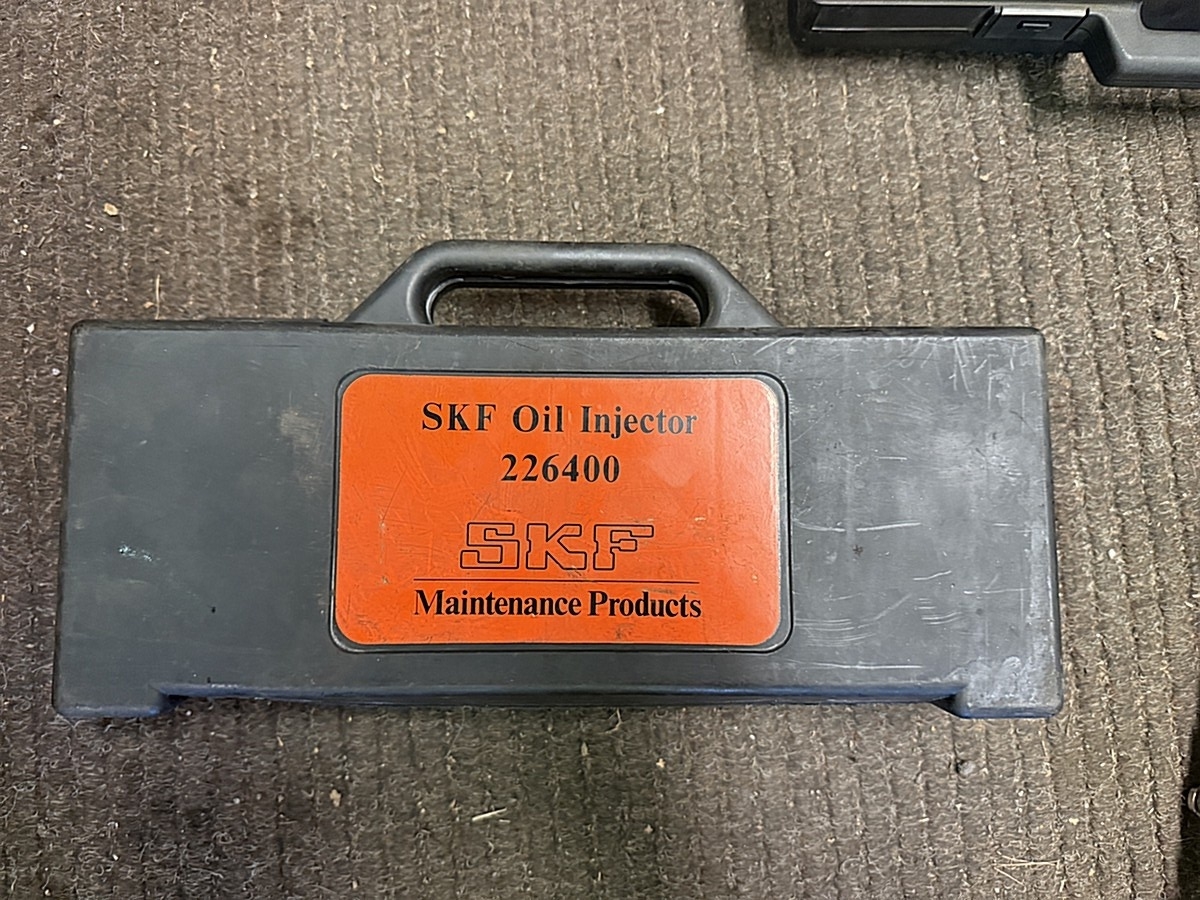 SKF Oil Injector
226400
SKF
Maintenance Products